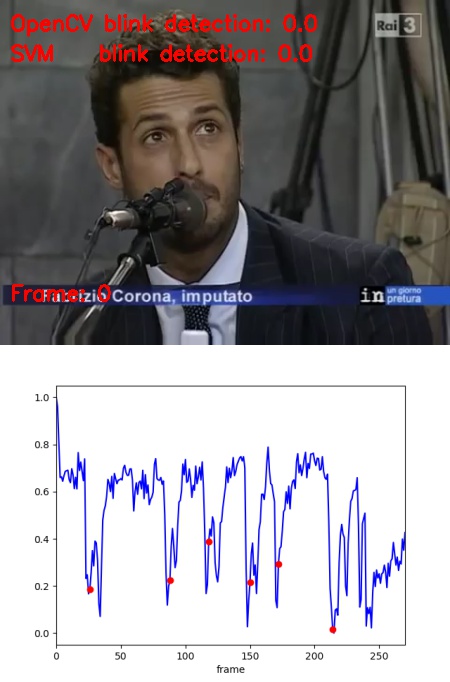 OpenCV blink detection: 0.0
SVM blink detection: 0.0
Rai 3
Frame: 0
Fabrizio Corona, imputato
in un giorno
pretura
1.0
0.8
0.6
0.4
0.2
0.0
0 50 100 150 200 250
frame